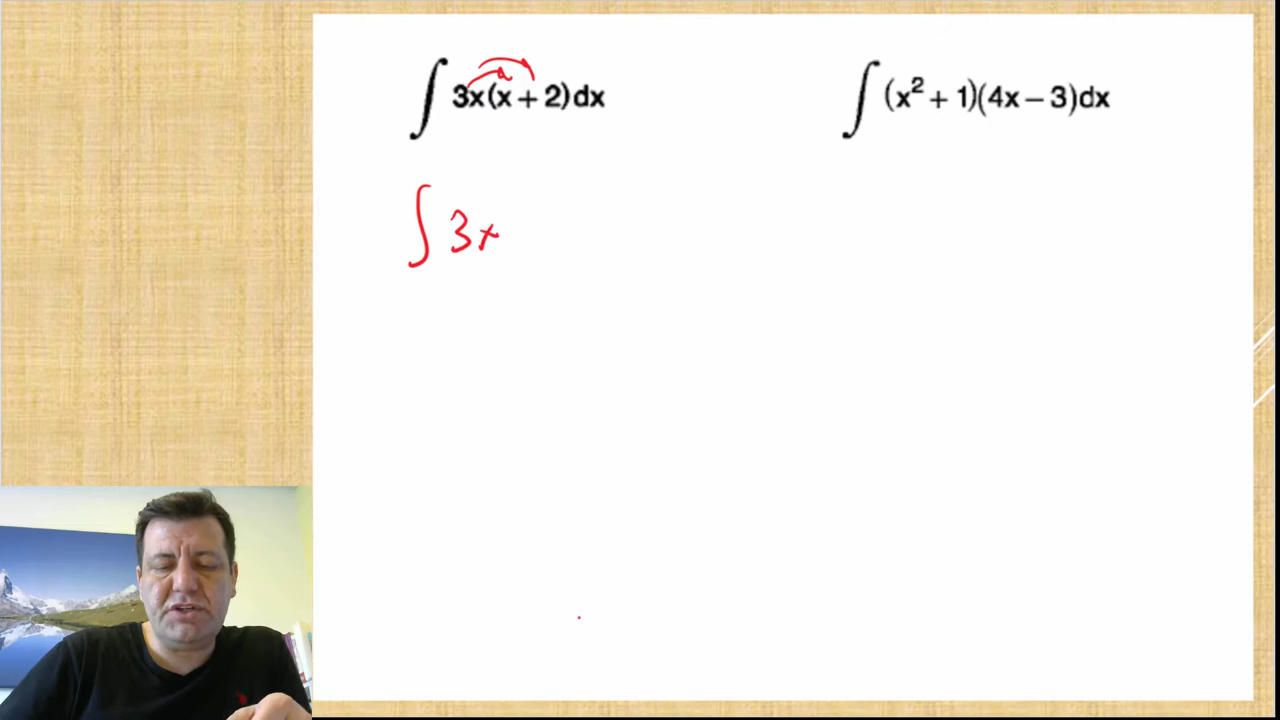 ∫ 3x(x + 2) dx
∫ (x² + 1)(4x – 3)dx
∫ 3x